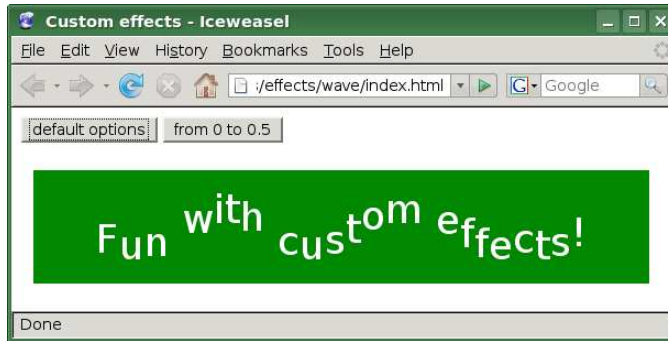 Custom effects - Iceweasel
File Edit View History Bookmarks Tools Help
:/effects/wave/index.html G Google
default options from 0 to 0.5
Fun with custom effects!
Done